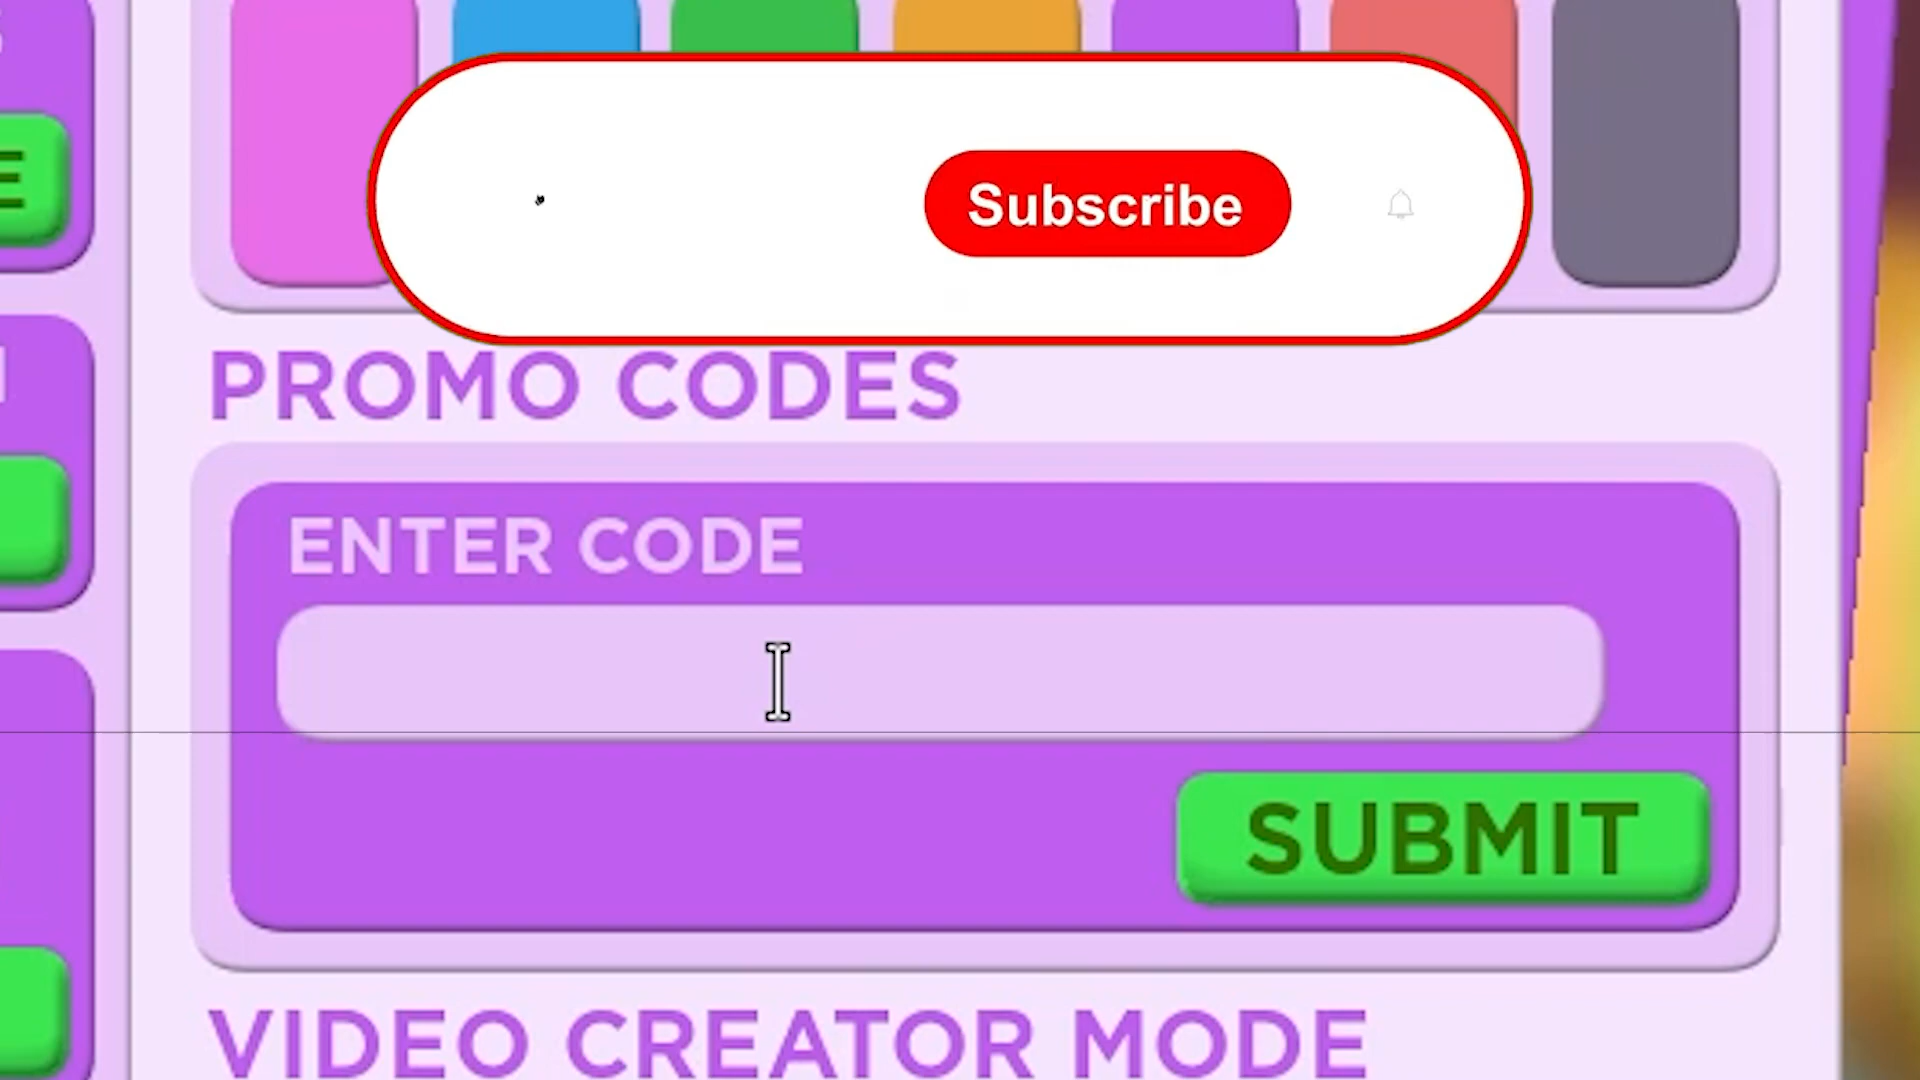 E
Subscribe
PROMO CODES
ENTER CODE
SUBMIT
VIDEO CREATOR MODE